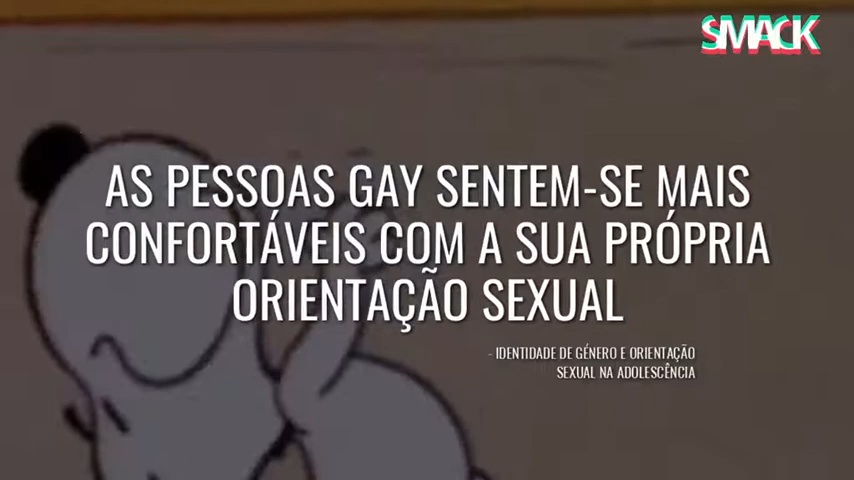 SMACK
AS PESSOAS GAY SENTEM-SE MAIS
CONFORTÁVEIS COM A SUA PRÓPRIA
ORIENTAÇÃO SEXUAL
- IDENTIDADE DE GÉNERO E ORIENTAÇÃO
SEXUAL NA ADOLESCÊNCIA